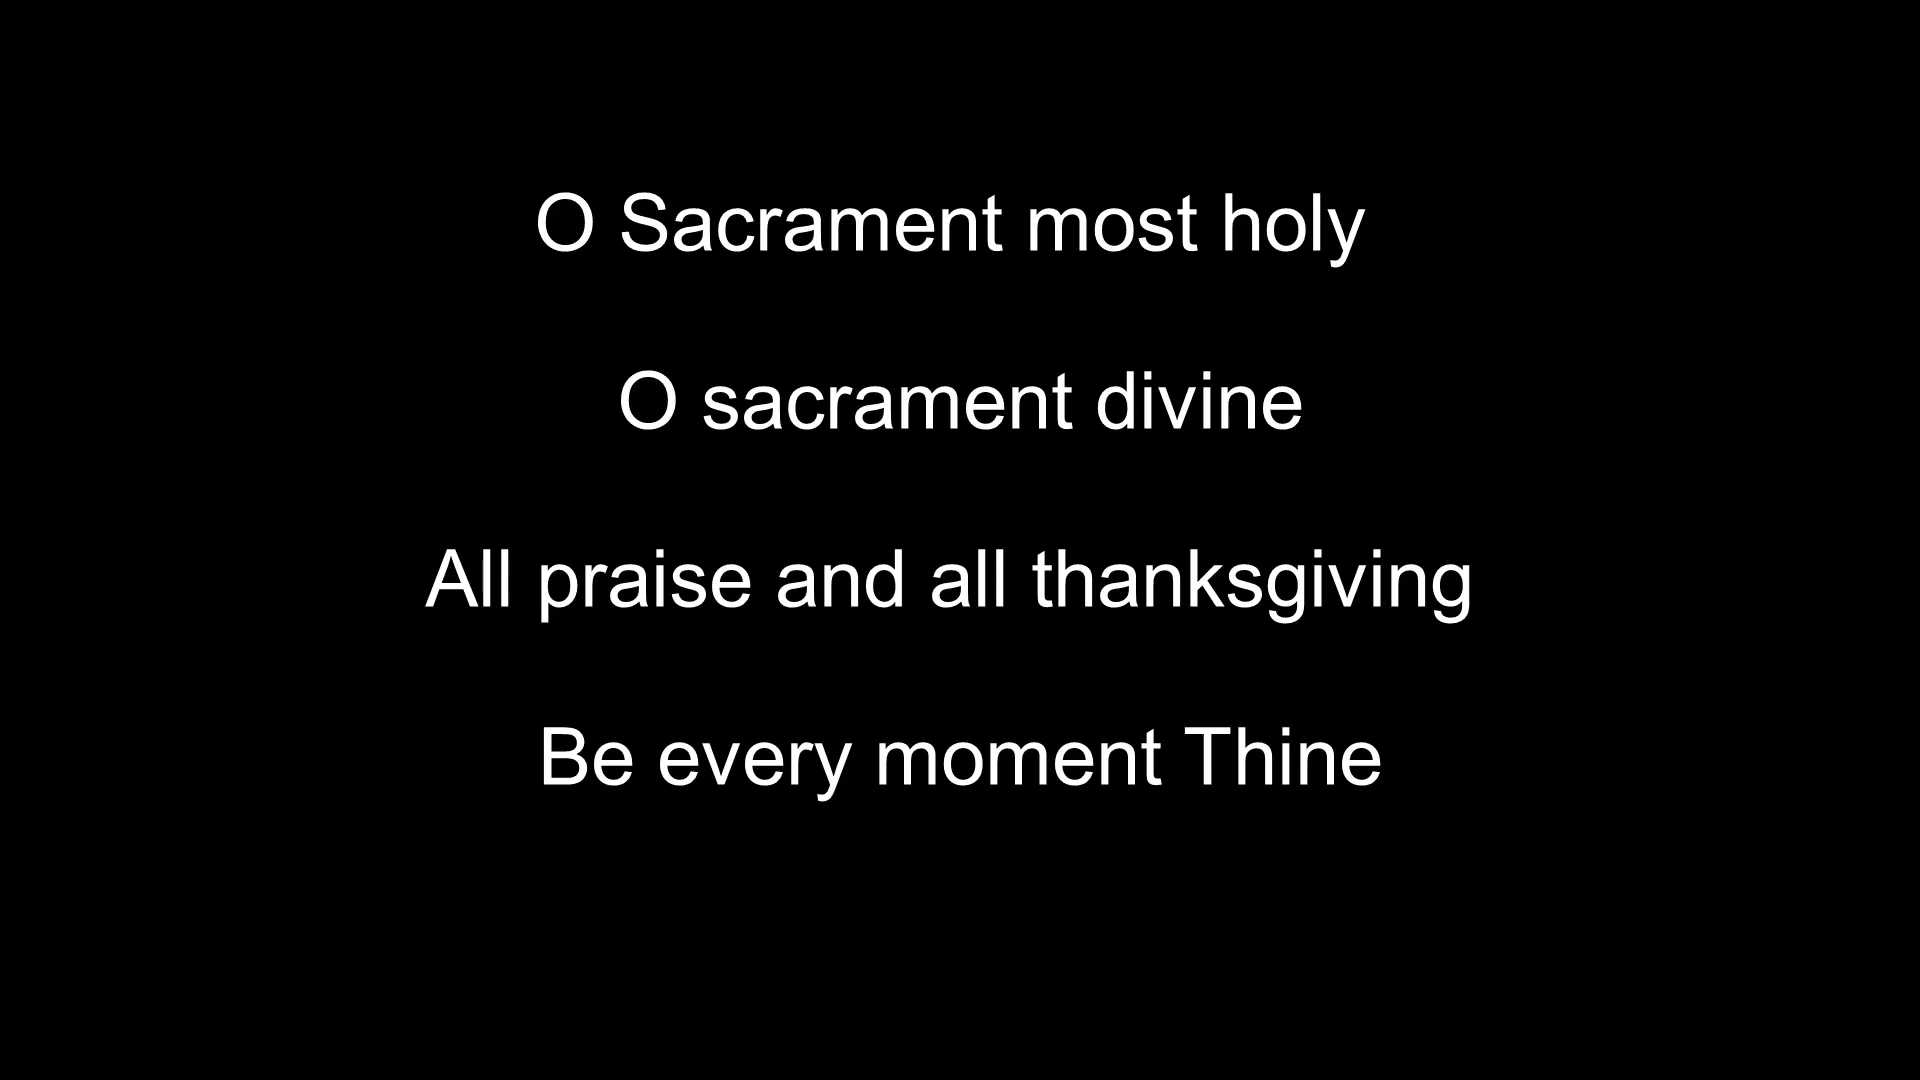 O Sacrament most holy
O sacrament divine
All praise and all thanksgiving
Be every moment Thine